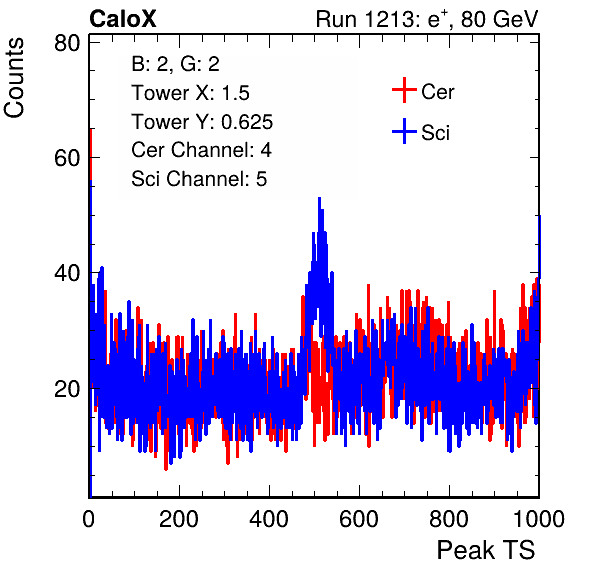 CaloX
Run 1213: e+, 80 GeV
Counts
80
60
40
20
B: 2, G: 2
Tower X: 1.5
Tower Y: 0.625
Cer Channel: 4
Sci Channel: 5
Cer
Sci
0 200 400 600 800 1000
Peak TS